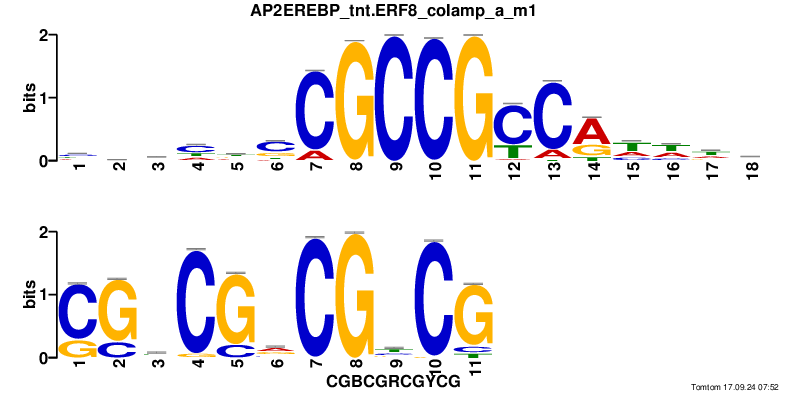 AP2EREBP_tnt.ERF8_colamp_a_m1
2
1
0
bits
C
A
G
C
C
G
C
T
C
A
A
G
1 2 3 4 5 6 7 8 9 10 11 12 13 14 15 16 17 18
2
1
0
bits
C
G
G
C
C
G
C
C
G
C
G
1 2 3 4 5 6 7 8 9 10 11
CGBCGRCGYCG
Tomtom 17.09.24 07:52